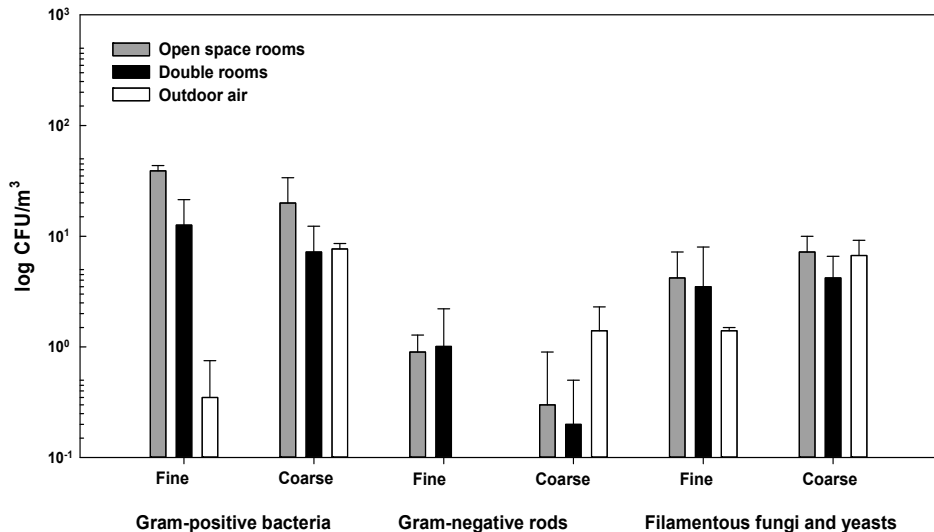 10³
Open space rooms
Double rooms
Outdoor air
10²
10¹
10⁰
10⁻¹
log CFU/m³
Fine Coarse Fine Coarse Fine Coarse
Gram-positive bacteria Gram-negative rods Filamentous fungi and yeasts